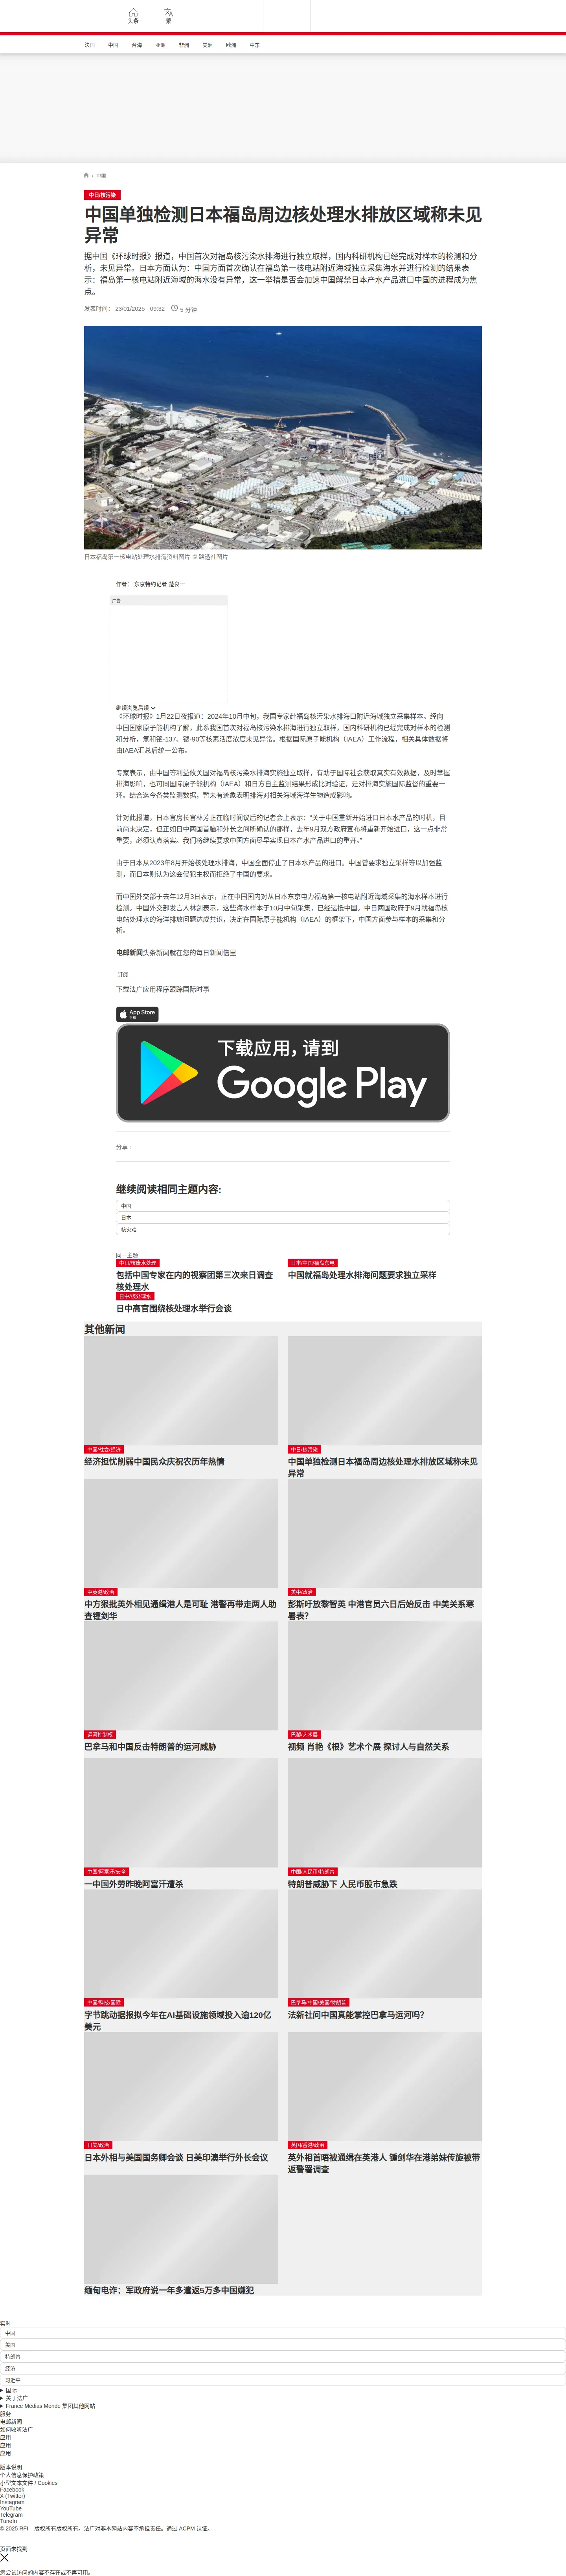 头条
繁
法国 中国 台海 亚洲 非洲 美洲 欧洲 中东
/ 中国
中日/核污染
中国单独检测日本福岛周边核处理水排放区域称未见
异常
据中国《环球时报》报道，中国首次对福岛核污染水排海进行独立取样，国内科研机构已经完成对样本的检测和分
析，未见异常。日本方面认为：中国方面首次确认在福岛第一核电站附近海域独立采集海水并进行检测的结果表
示：福岛第一核电站附近海域的海水没有异常，这一举措是否会加速中国解禁日本产水产品进口中国的进程成为焦
点。
发表时间： 23/01/2025 - 09:32 5 分钟
日本福岛第一核电站处理水排海资料图片 © 路透社图片
作者： 东京特约记者 楚良一
广告
继续浏览后续
《环球时报》1月22日夜报道：2024年10月中旬，我国专家赴福岛核污染水排海口附近海域独立采集样本。经向
中国国家原子能机构了解，此系我国首次对福岛核污染水排海进行独立取样，国内科研机构已经完成对样本的检测
和分析，氚和铯-137、锶-90等核素活度浓度未见异常。根据国际原子能机构（IAEA）工作流程，相关具体数据将
由IAEA汇总后统一公布。
专家表示，由中国等利益攸关国对福岛核污染水排海实施独立取样，有助于国际社会获取真实有效数据，及时掌握
排海影响，也可同国际原子能机构（IAEA）和日方自主监测结果形成比对验证，是对排海实施国际监督的重要一
环。结合迄今各类监测数据，暂未有迹象表明排海对相关海域海洋生物造成影响。
针对此报道，日本官房长官林芳正在临时阁议后的记者会上表示：“关于中国重新开始进口日本水产品的时机，目
前尚未决定，但正如日中两国首脑和外长之间所确认的那样，去年9月双方政府宣布将重新开始进口，这一点非常
重要，必须认真落实。我们将继续要求中国方面尽早实现日本产水产品进口的重开。”
由于日本从2023年8月开始核处理水排海，中国全面停止了日本水产品的进口。中国曾要求独立采样等以加强监
测，而日本则认为这会侵犯主权而拒绝了中国的要求。
而中国外交部于去年12月3日表示，正在中国国内对从日本东京电力福岛第一核电站附近海域采集的海水样本进行
检测。中国外交部发言人林剑表示，这些海水样本于10月中旬采集，已经运抵中国。中日两国政府于9月就福岛核
电站处理水的海洋排放问题达成共识，决定在国际原子能机构（IAEA）的框架下，中国方面参与样本的采集和分
析。
电邮新闻头条新闻就在您的每日新闻信里
订阅
下载法广应用程序跟踪国际时事
App Store
下载
下载应用，请到
Google Play
分享 :
继续阅读相同主题内容:
中国
日本
核灾难
同一主题
中日/核废水处理
包括中国专家在内的视察团第三次来日调查
核处理水
日本/中国/福岛东电
中国就福岛处理水排海问题要求独立采样
日中/核处理水
日中高官围绕核处理水举行会谈
其他新闻
中国/社会/经济
经济担忧削弱中国民众庆祝农历年热情
中日/核污染
中国单独检测日本福岛周边核处理水排放区域称未见
异常
中英港/政治
中方狠批英外相见通缉港人是可耻 港警再带走两人助
查锺剑华
美中/政治
彭斯吁放黎智英 中港官员六日后始反击 中美关系寒
暑表?
运河控制权
巴拿马和中国反击特朗普的运河威胁
巴黎/艺术展
视频 肖艳《根》艺术个展 探讨人与自然关系
中国/阿富汗/安全
一中国外劳昨晚阿富汗遭杀
中国/人民币/特朗普
特朗普威胁下 人民币股市急跌
中国/科技/国际
字节跳动据报拟今年在AI基础设施领域投入逾120亿
美元
巴拿马/中国/美国/特朗普
法新社问中国真能掌控巴拿马运河吗？
日美/政治
日本外相与美国国务卿会谈 日美印澳举行外长会议
英国/香港/政治
英外相首晤被通缉在英港人 锺剑华在港弟妹传旋被带
返警署调查
缅甸电诈：军政府说一年多遣返5万多中国嫌犯
实时
中国
美国
特朗普
经济
习近平
国际
关于法广
France Médias Monde 集团其他网站
服务
电邮新闻
如何收听法广
应用
应用
应用
版本说明
个人信息保护政策
小型文本文件 / Cookies
Facebook
X (Twitter)
Instagram
YouTube
Telegram
TuneIn
© 2025 RFI – 版权所有版权所有。法广对非本网站内容不承担责任。通过 ACPM 认证。
页面未找到
您尝试访问的内容不存在或不再可用。